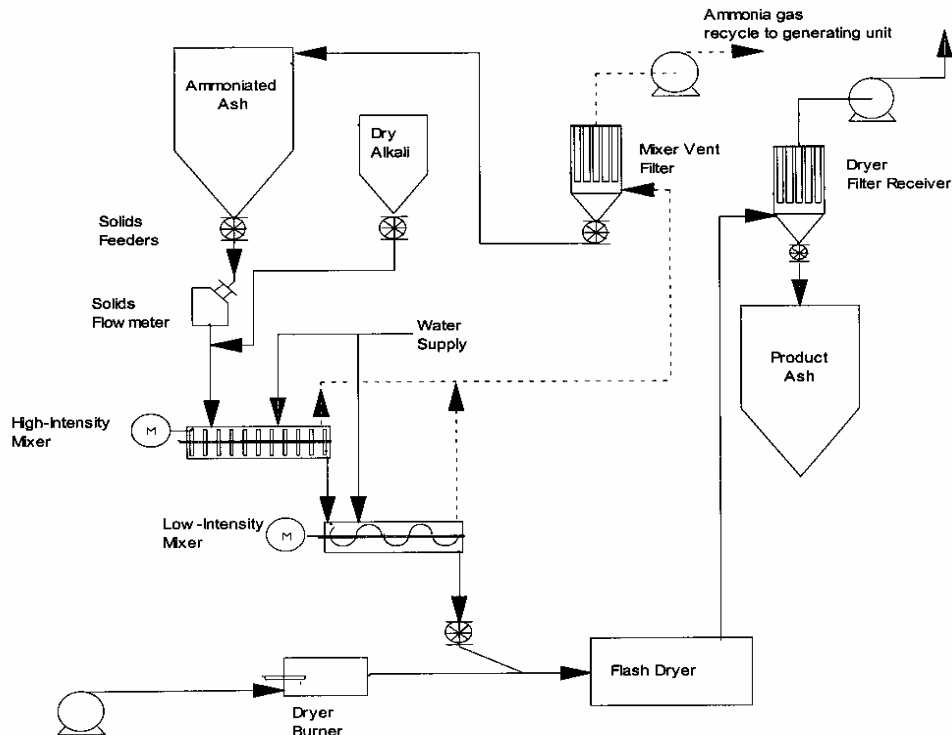 Ammonia gas
recycle to generating unit
Ammoniated
Ash
Dry
Alkali
Mixer Vent
Filter
Dryer
Filter Receiver
Solids
Feeders
Solids
Flow meter
Water
Supply
Product
Ash
High-Intensity
Mixer
M
Low-Intensity
Mixer
M
Flash Dryer
Dryer
Burner